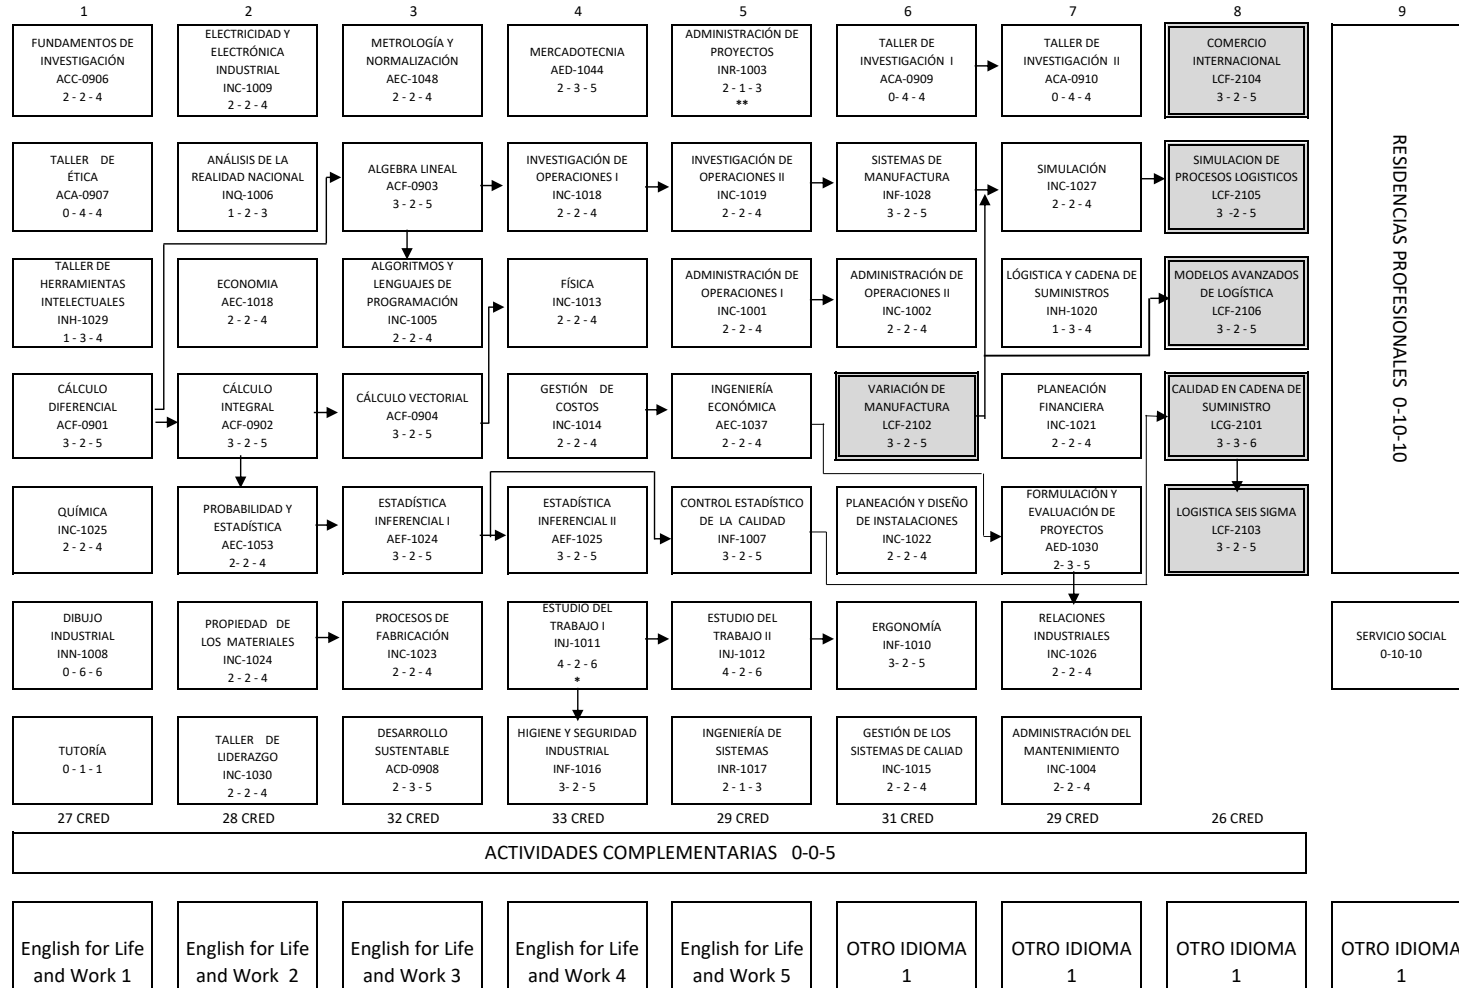 1
2
3
4
5
6
7
8
9
FUNDAMENTOS DE
INVESTIGACIÓN
ACC-0906
2 - 2 - 4
ELECTRICIDAD Y
ELECTRÓNICA
INDUSTRIAL
INC-1009
2 - 2 - 4
METROLOGÍA Y
NORMALIZACIÓN
AEC-1048
2 - 2 - 4
MERCADOTECNIA
AED-1044
2 - 3 - 5
ADMINISTRACIÓN DE
PROYECTOS
INR-1003
2 - 1 - 3
**
TALLER DE
INVESTIGACIÓN I
ACA-0909
0- 4 - 4
TALLER DE
INVESTIGACIÓN II
ACA-0910
0 - 4 - 4
COMERCIO
INTERNACIONAL
LCF-2104
3 - 2 - 5
RESIDENCIAS PROFESIONALES 0-10-10
TALLER DE
ÉTICA
ACA-0907
0 - 4 - 4
ANÁLISIS DE LA
REALIDAD NACIONAL
INQ-1006
1 - 2 - 3
ALGEBRA LINEAL
ACF-0903
3 - 2 - 5
INVESTIGACIÓN DE
OPERACIONES I
INC-1018
2 - 2 - 4
INVESTIGACIÓN DE
OPERACIONES II
INC-1019
2 - 2 - 4
SISTEMAS DE
MANUFACTURA
INF-1028
3 - 2 - 5
SIMULACIÓN
INC-1027
2 - 2 - 4
SIMULACION DE
PROCESOS LOGISTICOS
LCF-2105
3 -2 - 5
TALLER DE
HERRAMIENTAS
INTELECTUALES
INH-1029
1 - 3 - 4
ECONOMIA
AEC-1018
2 - 2 - 4
ALGORITMOS Y
LENGUAJES DE
PROGRAMACIÓN
INC-1005
2 - 2 - 4
FÍSICA
INC-1013
2 - 2 - 4
ADMINISTRACIÓN DE
OPERACIONES I
INC-1001
2 - 2 - 4
ADMINISTRACIÓN DE
OPERACIONES II
INC-1002
2 - 2 - 4
LÓGISTICA Y CADENA DE
SUMINISTROS
INH-1020
1 - 3 - 4
MODELOS AVANZADOS
DE LOGÍSTICA
LCF-2106
3 - 2 - 5
CÁLCULO
DIFERENCIAL
ACF-0901
3 - 2 - 5
CÁLCULO
INTEGRAL
ACF-0902
3 - 2 - 5
CÁLCULO VECTORIAL
ACF-0904
3 - 2 - 5
GESTIÓN DE
COSTOS
INC-1014
2 - 2 - 4
INGENIERÍA
ECONÓMICA
AEC-1037
2 - 2 - 4
VARIACIÓN DE
MANUFACTURA
LCF-2102
3 - 2 - 5
PLANEACIÓN
FINANCIERA
INC-1021
2 - 2 - 4
CALIDAD EN CADENA DE
SUMINISTRO
LCG-2101
3 - 3 - 6
QUÍMICA
INC-1025
2 - 2 - 4
PROBABILIDAD Y
ESTADÍSTICA
AEC-1053
2- 2 - 4
ESTADÍSTICA
INFERENCIAL I
AEF-1024
3 - 2 - 5
ESTADÍSTICA
INFERENCIAL II
AEF-1025
3 - 2 - 5
CONTROL ESTADÍSTICO
DE LA CALIDAD
INF-1007
3 - 2 - 5
PLANEACIÓN Y DISEÑO
DE INSTALACIONES
INC-1022
2 - 2 - 4
FORMULACIÓN Y
EVALUACIÓN DE
PROYECTOS
AED-1030
2- 3 - 5
LOGISTICA SEIS SIGMA
LCF-2103
3 - 2 - 5
DIBUJO
INDUSTRIAL
INN-1008
0 - 6 - 6
PROPIEDAD DE
LOS MATERIALES
INC-1024
2 - 2 - 4
PROCESOS DE
FABRICACIÓN
INC-1023
2 - 2 - 4
ESTUDIO DEL
TRABAJO I
INJ-1011
4 - 2 - 6
*
ESTUDIO DEL
TRABAJO II
INJ-1012
4 - 2 - 6
ERGONOMÍA
INF-1010
3- 2 - 5
RELACIONES
INDUSTRIALES
INC-1026
2 - 2 - 4
SERVICIO SOCIAL
0-10-10
TUTORÍA
0 - 1 - 1
TALLER DE
LIDERAZGO
INC-1030
2 - 2 - 4
DESARROLLO
SUSTENTABLE
ACD-0908
2 - 3 - 5
HIGIENE Y SEGURIDAD
INDUSTRIAL
INF-1016
3- 2 - 5
INGENIERÍA DE
SISTEMAS
INR-1017
2 - 1 - 3
GESTIÓN DE LOS
SISTEMAS DE CALIAD
INC-1015
2 - 2 - 4
ADMINISTRACIÓN DEL
MANTENIMIENTO
INC-1004
2- 2 - 4
27 CRED
28 CRED
32 CRED
33 CRED
29 CRED
31 CRED
29 CRED
26 CRED
ACTIVIDADES COMPLEMENTARIAS 0-0-5
English for Life
and Work 1
English for Life
and Work 2
English for Life
and Work 3
English for Life
and Work 4
English for Life
and Work 5
OTRO IDIOMA
1
OTRO IDIOMA
1
OTRO IDIOMA
1
OTRO IDIOMA
1